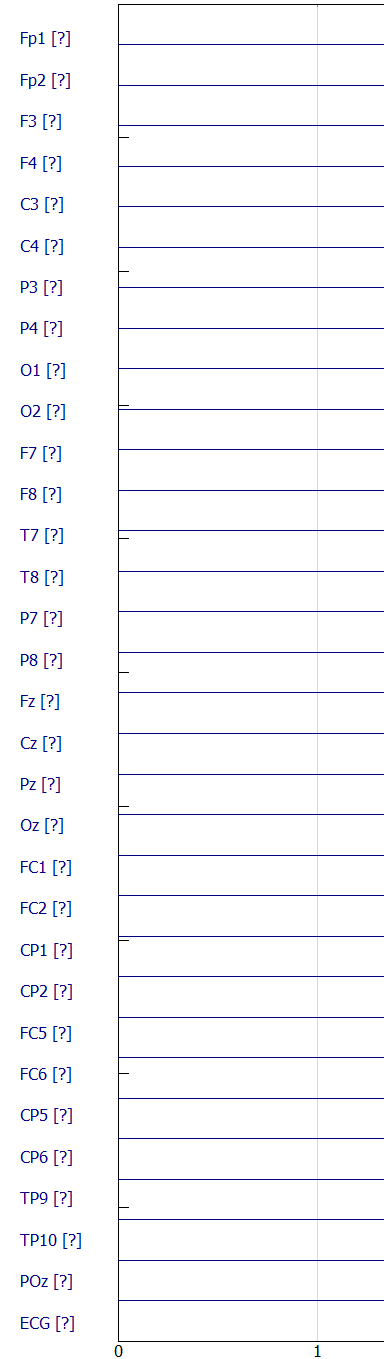 Fp1 [?]
Fp2 [?]
F3 [?]
F4 [?]
C3 [?]
C4 [?]
P3 [?]
P4 [?]
O1 [?]
O2 [?]
F7 [?]
F8 [?]
T7 [?]
T8 [?]
P7 [?]
P8 [?]
Fz [?]
Cz [?]
Pz [?]
Oz [?]
FC1 [?]
FC2 [?]
CP1 [?]
CP2 [?]
FC5 [?]
FC6 [?]
CP5 [?]
CP6 [?]
TP9 [?]
TP10 [?]
POz [?]
ECG [?]
0 1